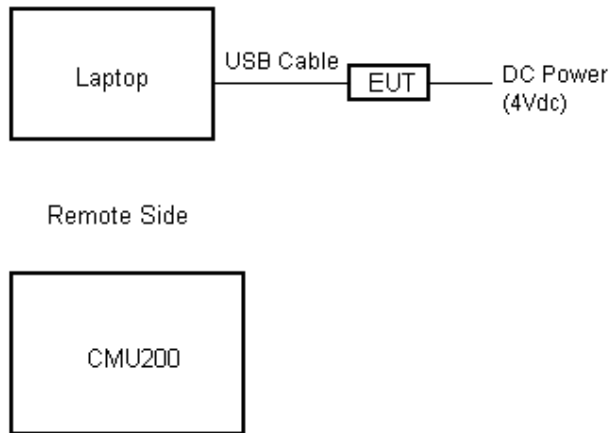 Laptop
USB Cable
EUT
DC Power
(4Vdc)
Remote Side
CMU200